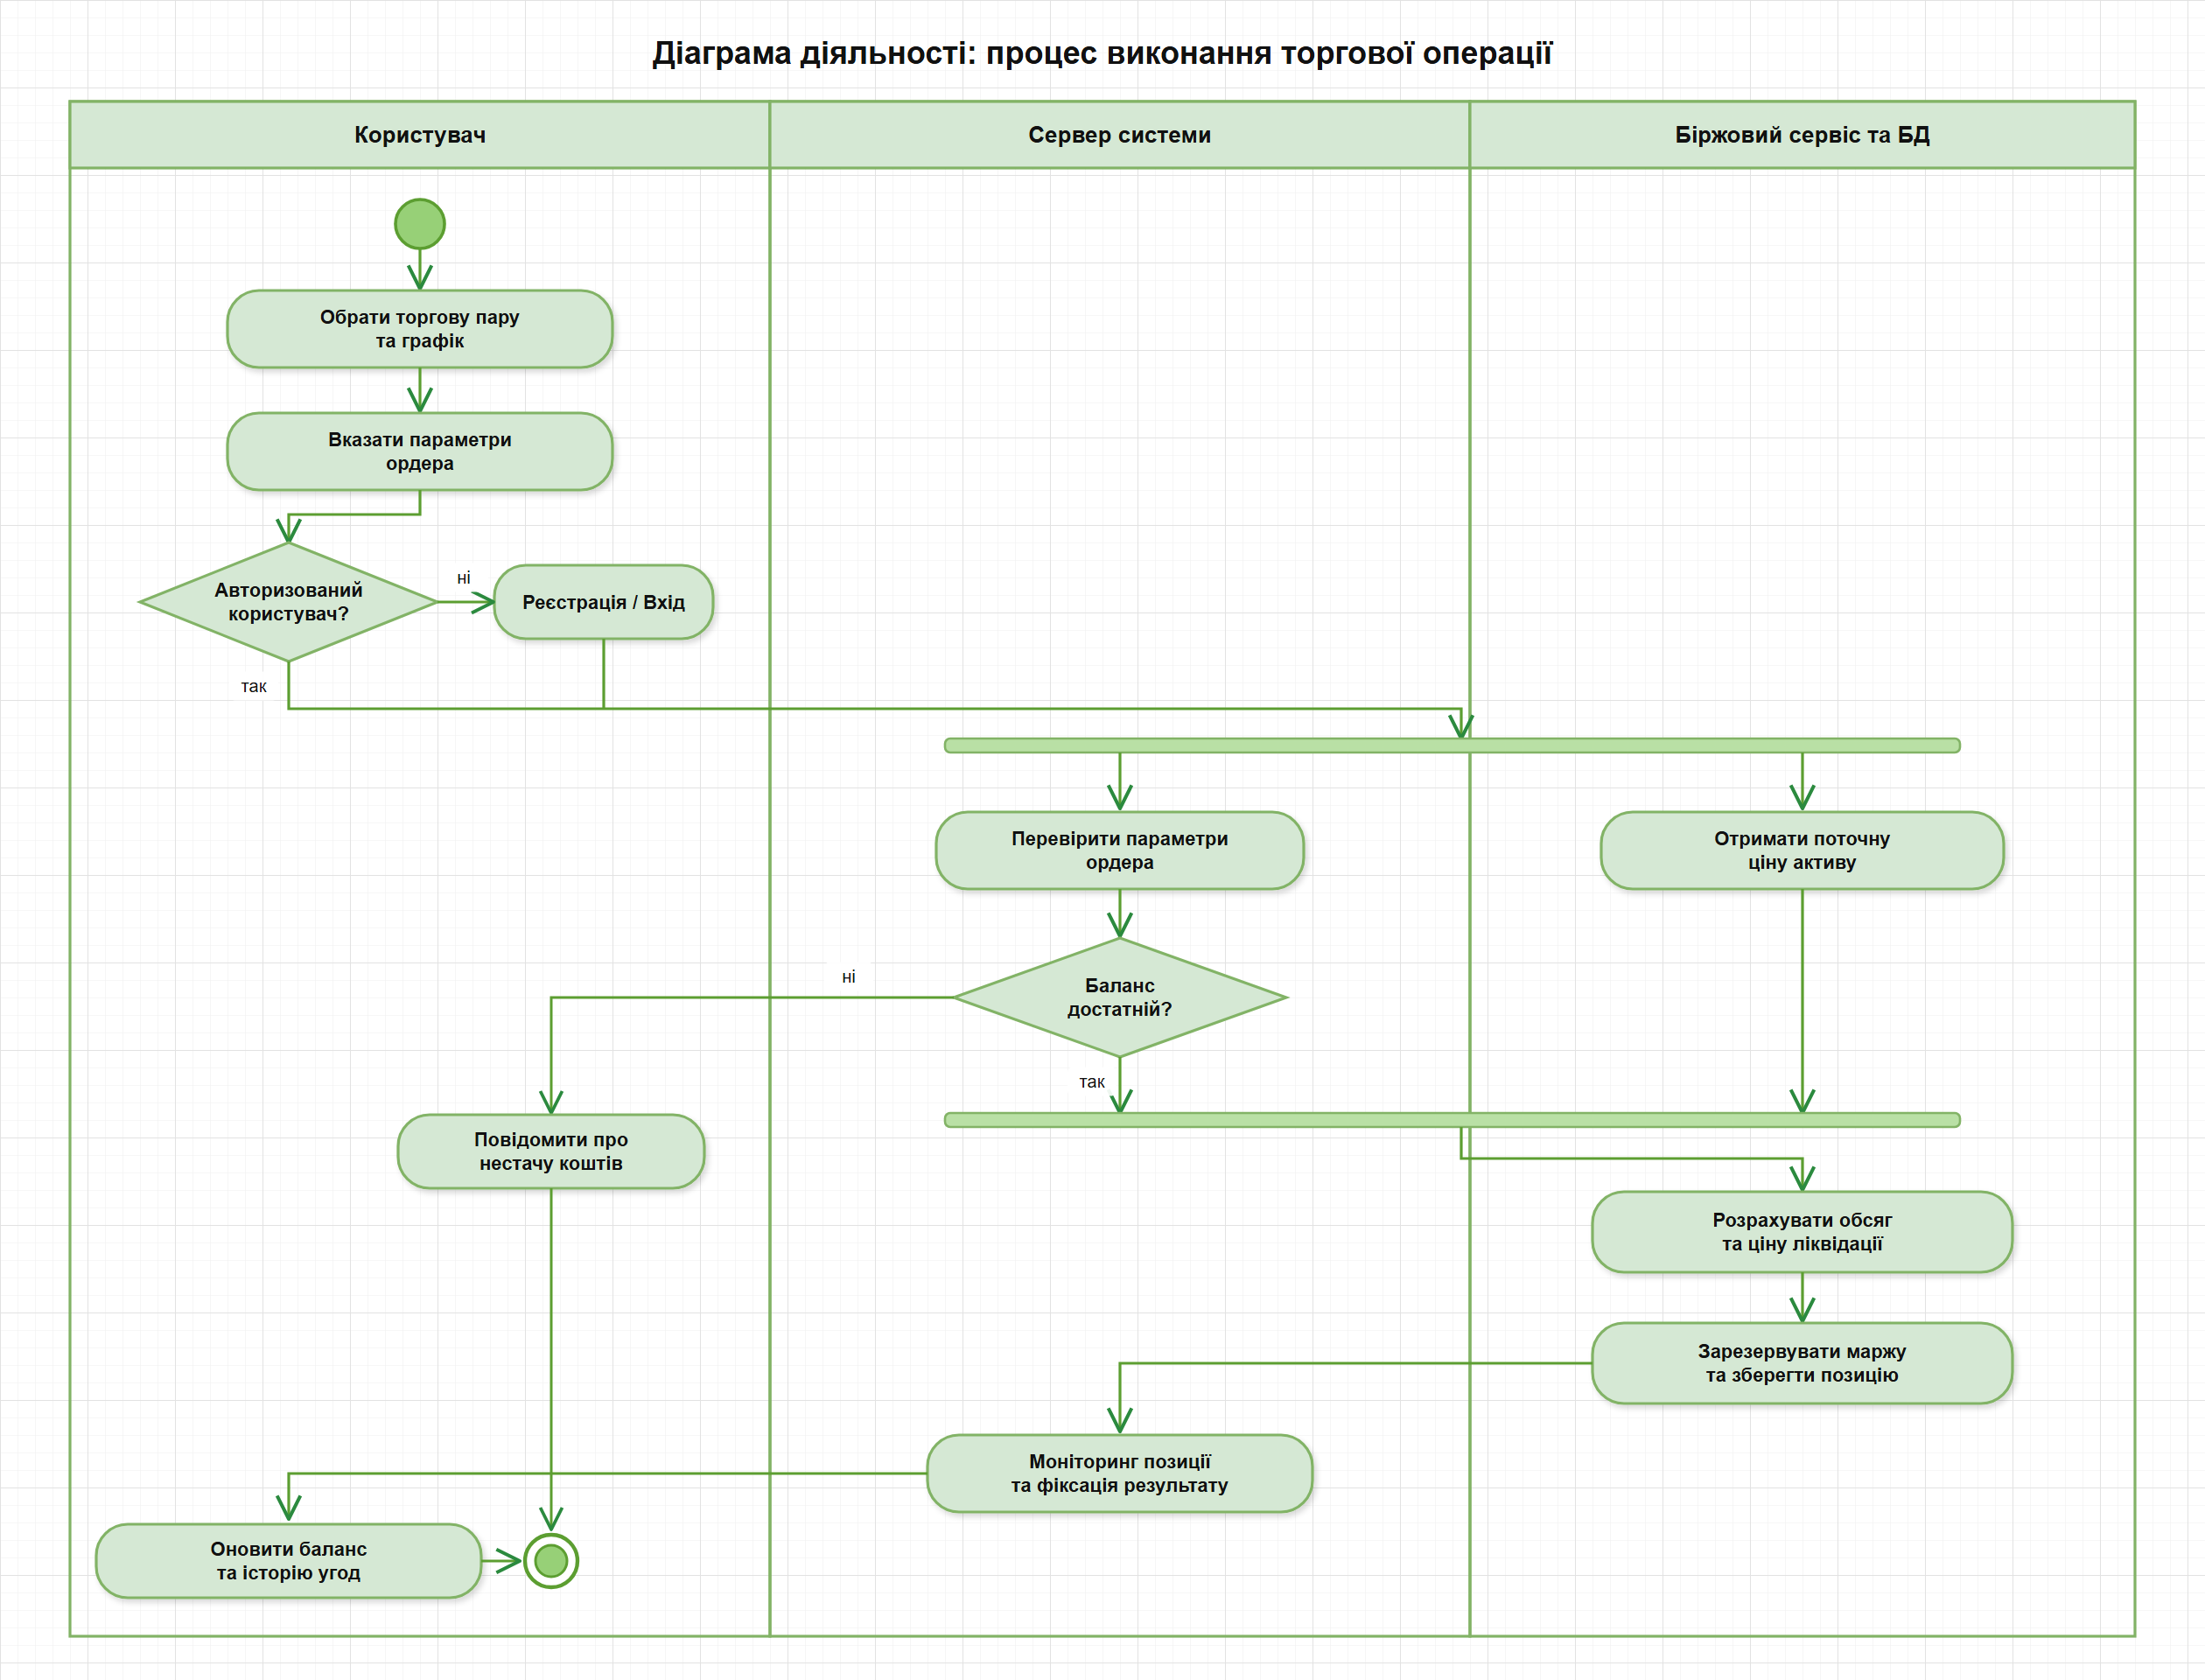 Діаграма діяльності: процес виконання торгової операції
Користувач
Сервер системи
Біржовий сервіс та БД
Обрати торгову пару
та графік
Вказати параметри
ордера
Авторизований
користувач?
ні
Реєстрація / Вхід
так
Перевірити параметри
ордера
Отримати поточну
ціну активу
Баланс
достатній?
ні
так
Повідомити про
нестачу коштів
Розрахувати обсяг
та ціну ліквідації
Зарезервувати маржу
та зберегти позицію
Моніторинг позиції
та фіксація результату
Оновити баланс
та історію угод